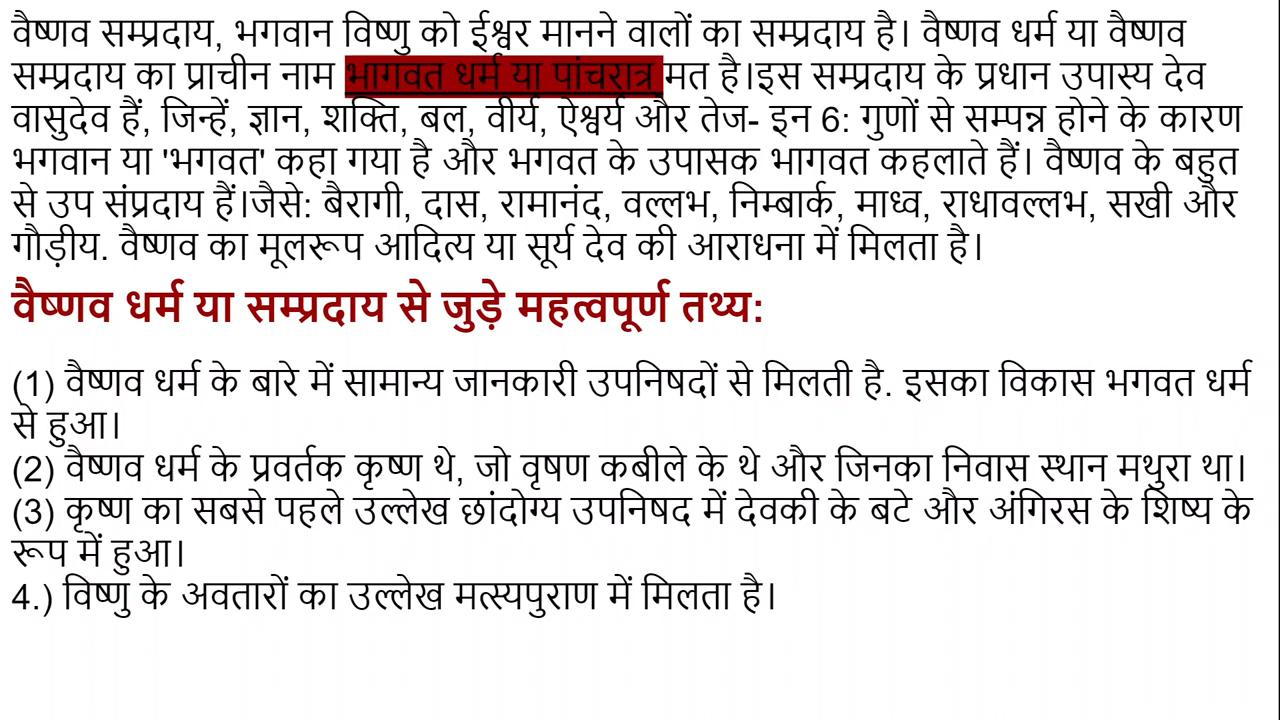 वैष्णव सम्प्रदाय, भगवान विष्णु को ईश्वर मानने वालों का सम्प्रदाय है। वैष्णव धर्म या वैष्णव
सम्प्रदाय का प्राचीन नाम भागवत धर्म या पांचरात्र मत है।इस सम्प्रदाय के प्रधान उपास्य देव
वासुदेव हैं, जिन्हें, ज्ञान, शक्ति, बल, वीर्य, ऐश्वर्य और तेज- इन 6: गुणों से सम्पन्न होने के कारण
भगवान या 'भगवत' कहा गया है और भगवत के उपासक भागवत कहलाते हैं। वैष्णव के बहुत
से उप संप्रदाय हैं।जैसे: बैरागी, दास, रामानंद, वल्लभ, निम्बार्क, माध्व, राधावल्लभ, सखी और
गौड़ीय. वैष्णव का मूलरूप आदित्य या सूर्य देव की आराधना में मिलता है।
वैष्णव धर्म या सम्प्रदाय से जुड़े महत्वपूर्ण तथ्य:
(1) वैष्णव धर्म के बारे में सामान्य जानकारी उपनिषदों से मिलती है. इसका विकास भगवत धर्म
से हुआ।
(2) वैष्णव धर्म के प्रवर्तक कृष्ण थे, जो वृषण कबीले के थे और जिनका निवास स्थान मथुरा था।
(3) कृष्ण का सबसे पहले उल्लेख छांदोग्य उपनिषद में देवकी के बटे और अंगिरस के शिष्य के
रूप में हुआ।
4.) विष्णु के अवतारों का उल्लेख मत्स्यपुराण में मिलता है।